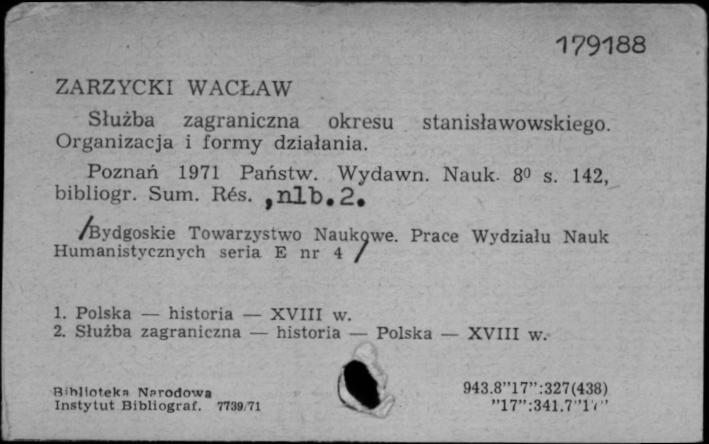 179188
ZARZYCKI WACŁAW
Służba zagraniczna okresu stanisławowskiego.
Organizacja i formy działania.
Poznań 1971 Państw. Wydawn. Nauk. 8⁰ s. 142,
bibliogr. Sum. Rés. , nlb. 2.
/Bydgoskie Towarzystwo Naukowe. Prace Wydziału Nauk
Humanistycznych seria E nr 4 /
1. Polska — historia — XVIII w.
2. Służba zagraniczna — historia — Polska — XVIII w.
Biblioteka Narodowa
Instytut Bibliograf. 7739/71
943.8"17":327(438)
"17":341.7"17"